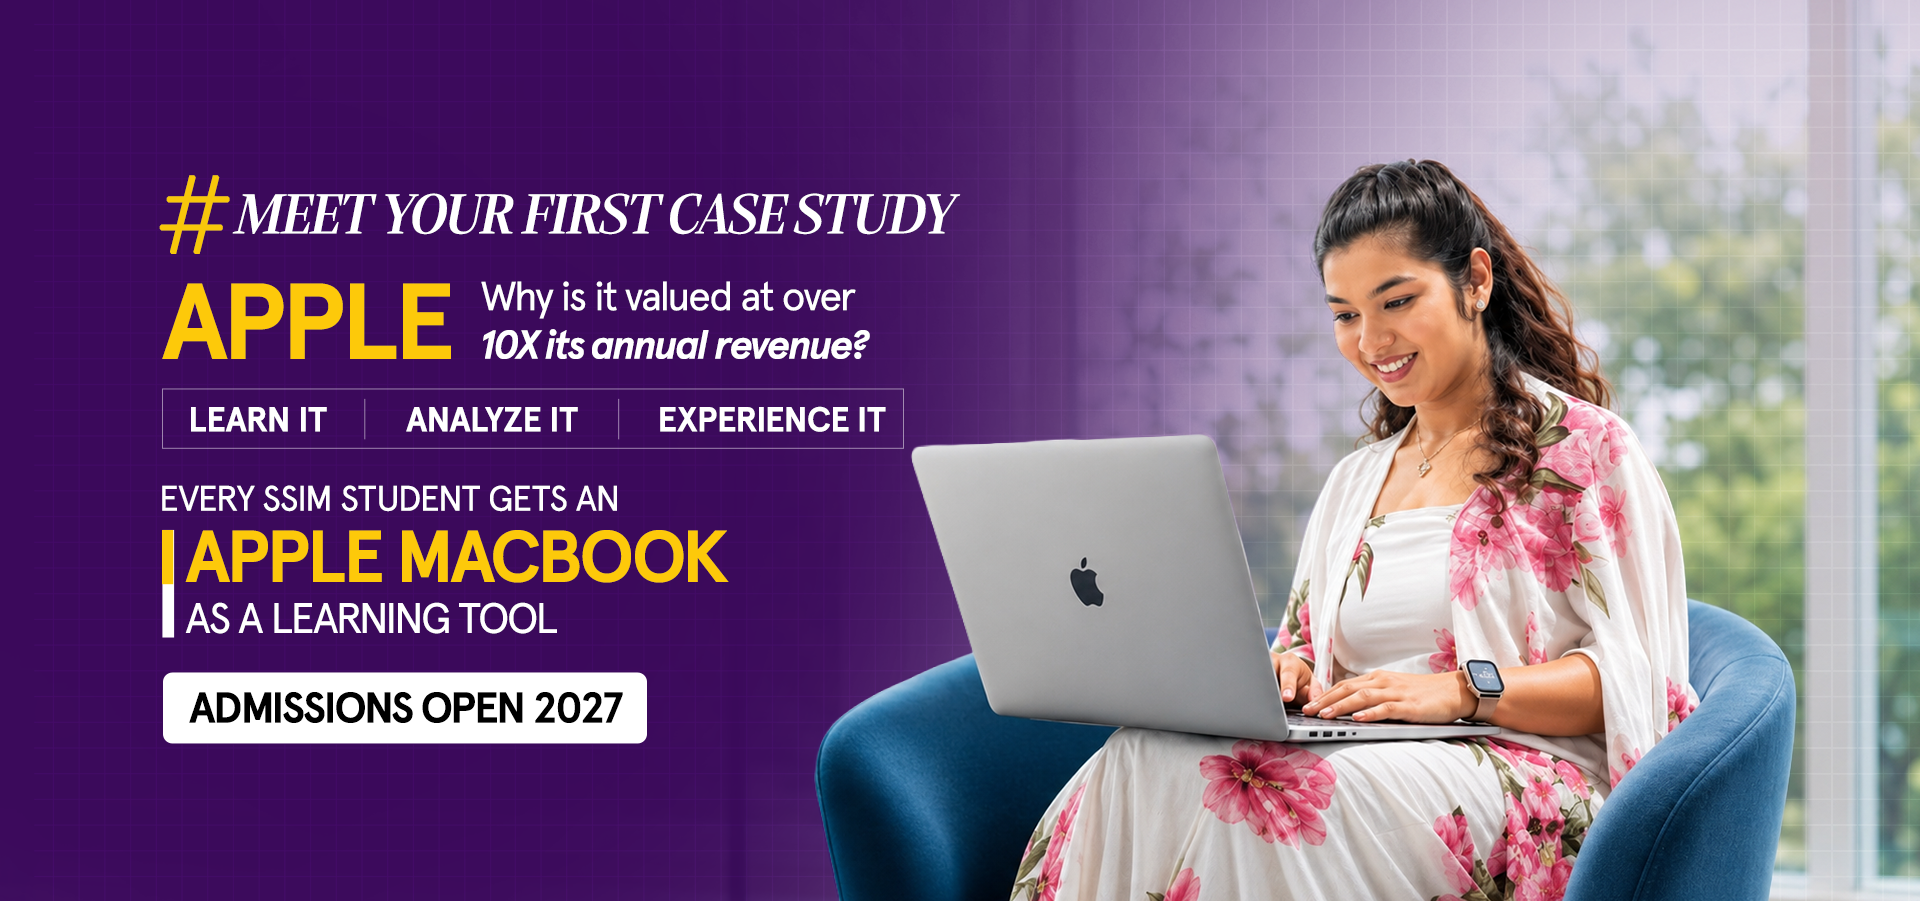 # MEET YOUR FIRST CASE STUDY
APPLE
Why is it valued at over
10X its annual revenue?
LEARN IT | ANALYZE IT | EXPERIENCE IT
EVERY SSIM STUDENT GETS AN
APPLE MACBOOK
AS A LEARNING TOOL
ADMISSIONS OPEN 2027